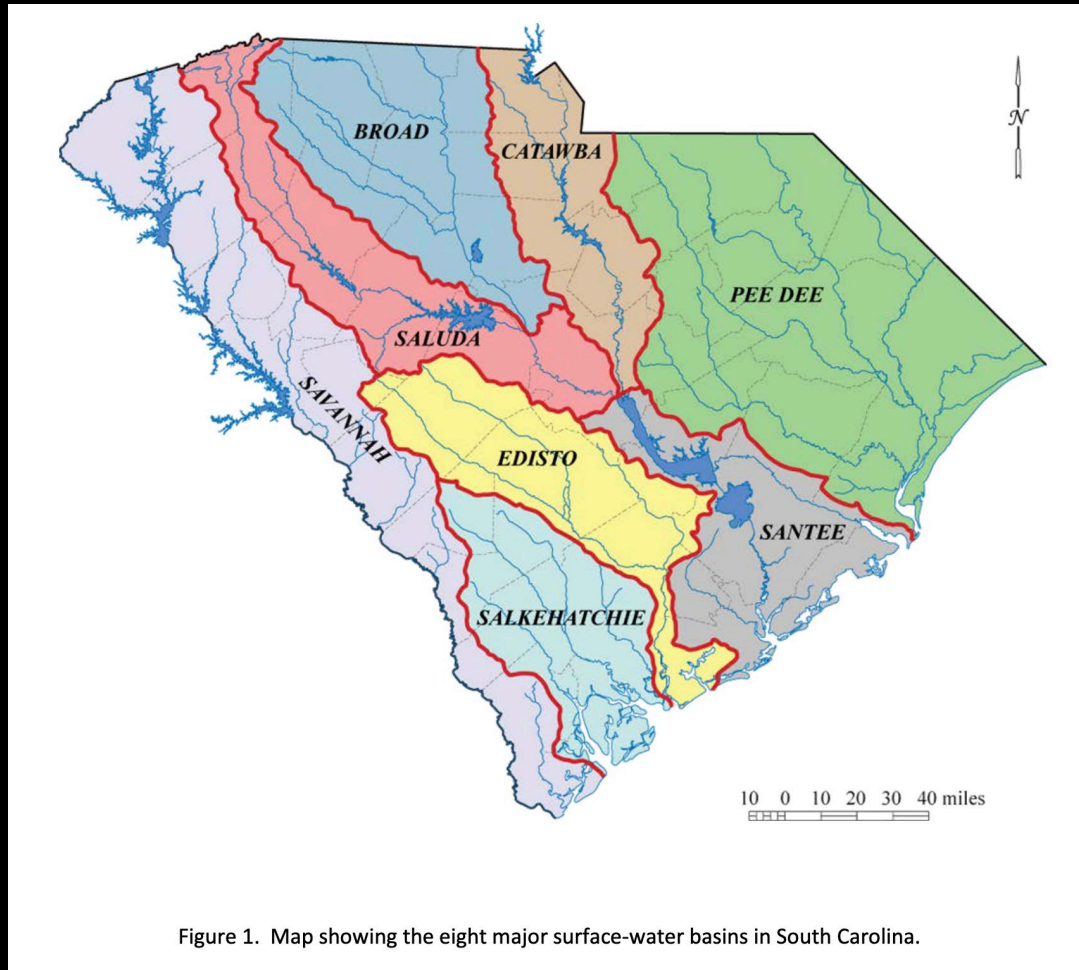 N
BROAD
CATAWBA
PEE DEE
SALUDA
SAVANNAH
EDISTO
SANTEE
SALKEHATCHIE
10 0 10 20 30 40 miles
Figure 1. Map showing the eight major surface-water basins in South Carolina.